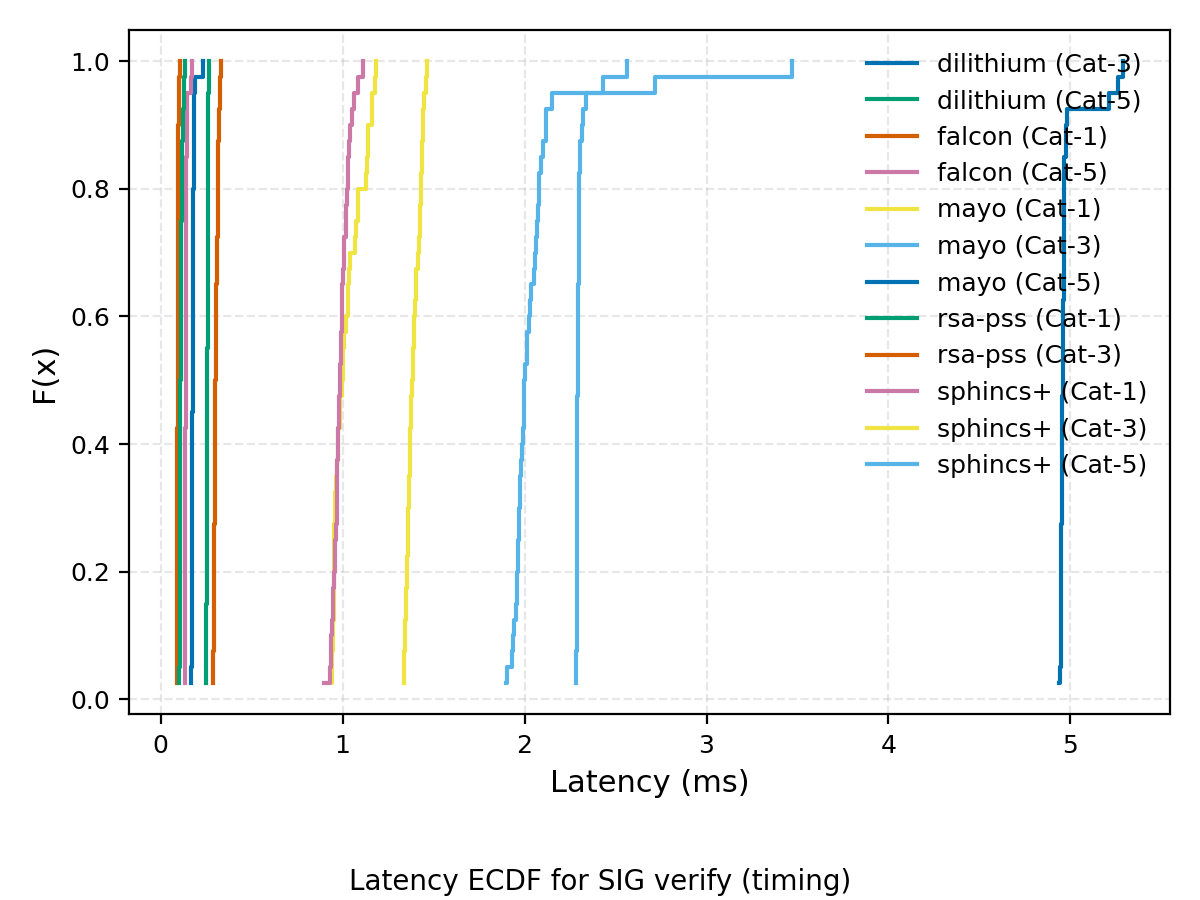 1.0
0.8
0.6
0.4
0.2
0.0
F(x)
dilithium (Cat-3)
dilithium (Cat-5)
falcon (Cat-1)
falcon (Cat-5)
mayo (Cat-1)
mayo (Cat-3)
mayo (Cat-5)
rsa-pss (Cat-1)
rsa-pss (Cat-3)
sphincs+ (Cat-1)
sphincs+ (Cat-3)
sphincs+ (Cat-5)
0 1 2 3 4 5
Latency (ms)
Latency ECDF for SIG verify (timing)